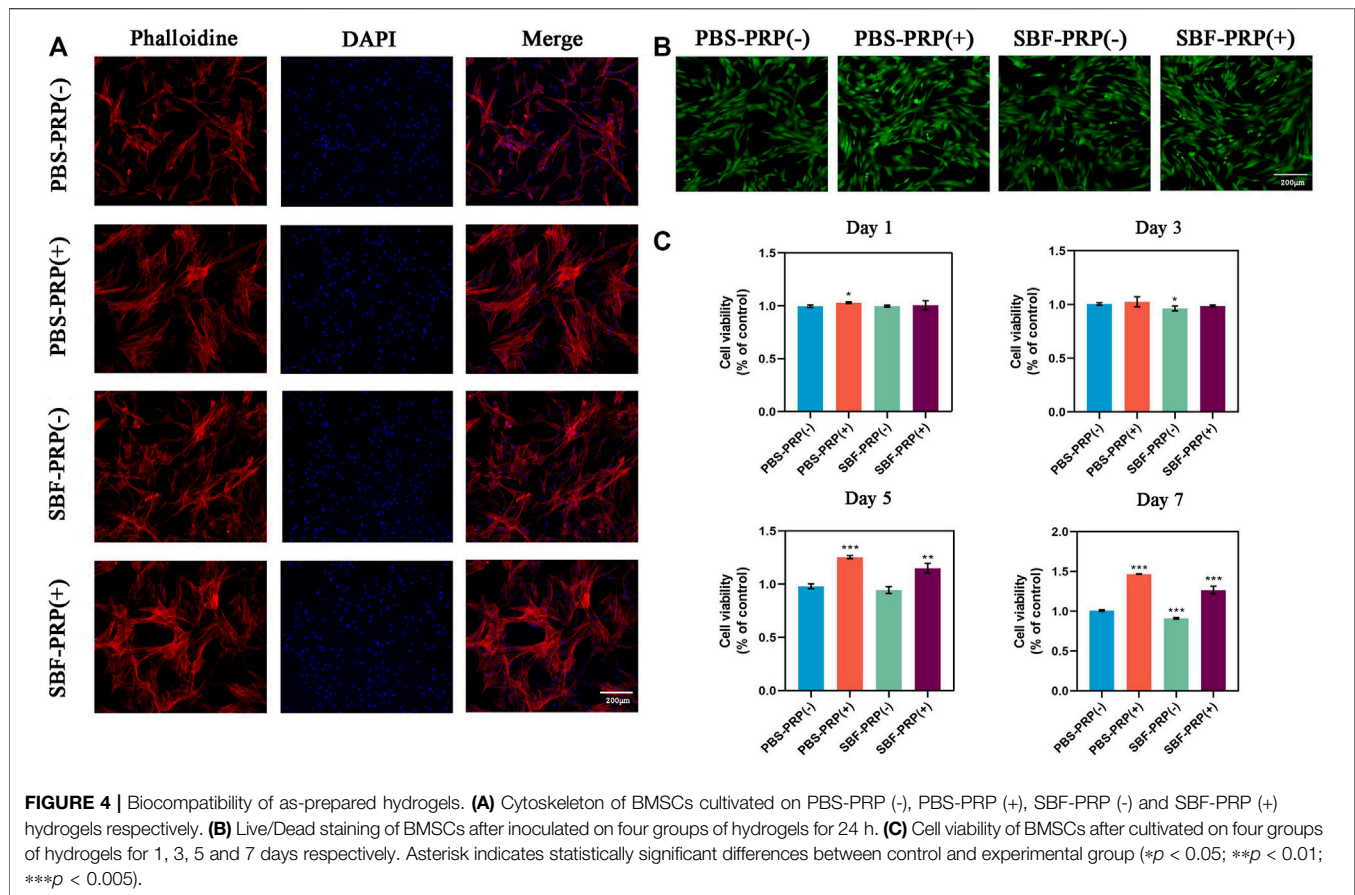 A
Phalloidine DAPI Merge
PBS-PRP(-)
PBS-PRP(+)
SBF-PRP(-)
SBF-PRP(+)
200μm
B
PBS-PRP(-) PBS-PRP(+) SBF-PRP(-) SBF-PRP(+)
200μm
C
Day 1
Cell viability
(% of control)
1.5
1.0
0.5
0.0
*
PBS-PRP(-)
PBS-PRP(+)
SBF-PRP(-)
SBF-PRP(+)
Day 3
Cell viability
(% of control)
1.5
1.0
0.5
0.0
*
PBS-PRP(-)
PBS-PRP(+)
SBF-PRP(-)
SBF-PRP(+)
Day 5
Cell viability
(% of control)
1.5
1.0
0.5
0.0
***
**
PBS-PRP(-)
PBS-PRP(+)
SBF-PRP(-)
SBF-PRP(+)
Day 7
Cell viability
(% of control)
2.0
1.5
1.0
0.5
0.0
***
***
***
PBS-PRP(-)
PBS-PRP(+)
SBF-PRP(-)
SBF-PRP(+)
FIGURE 4 | Biocompatibility of as-prepared hydrogels. (A) Cytoskeleton of BMSCs cultivated on PBS-PRP (-), PBS-PRP (+), SBF-PRP (-) and SBF-PRP (+)
hydrogels respectively. (B) Live/Dead staining of BMSCs after inoculated on four groups of hydrogels for 24 h. (C) Cell viability of BMSCs after cultivated on four groups
of hydrogels for 1, 3, 5 and 7 days respectively. Asterisk indicates statistically significant differences between control and experimental group (*p < 0.05; **p < 0.01;
***p < 0.005).